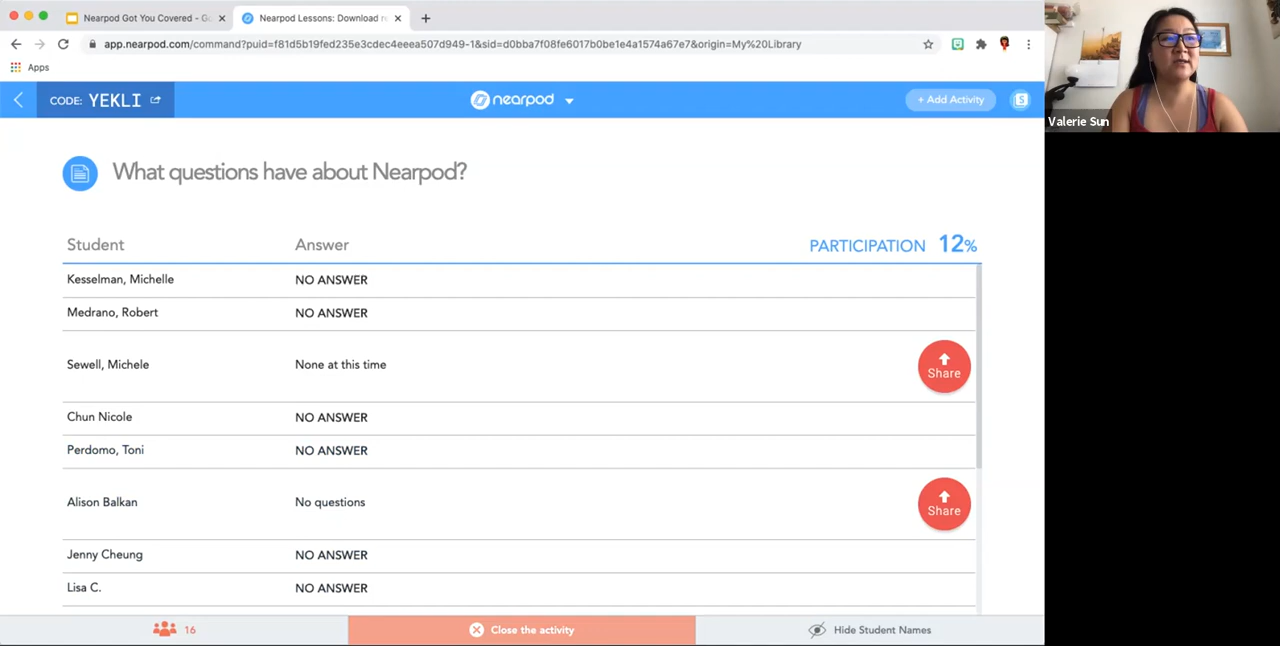 Nearpod Got You Covered - Go
Nearpod Lessons: Download re
app.nearpod.com/command?puid=f81d5b19fed235e3cdec4eeea507d949-1&sid=d0bba7f08fe6017b0be1e4a1574a67e7&origin=My%20Library
Apps
CODE: YEKLI
nearpod
+ Add Activity
S
Valerie Sun
What questions have about Nearpod?
Student Answer PARTICIPATION 12%
Kesselman, Michelle NO ANSWER
Medrano, Robert NO ANSWER
Sewell, Michele None at this time
Share
Chun Nicole NO ANSWER
Perdomo, Toni NO ANSWER
Alison Balkan No questions
Share
Jenny Cheung NO ANSWER
Lisa C. NO ANSWER
16 Close the activity Hide Student Names